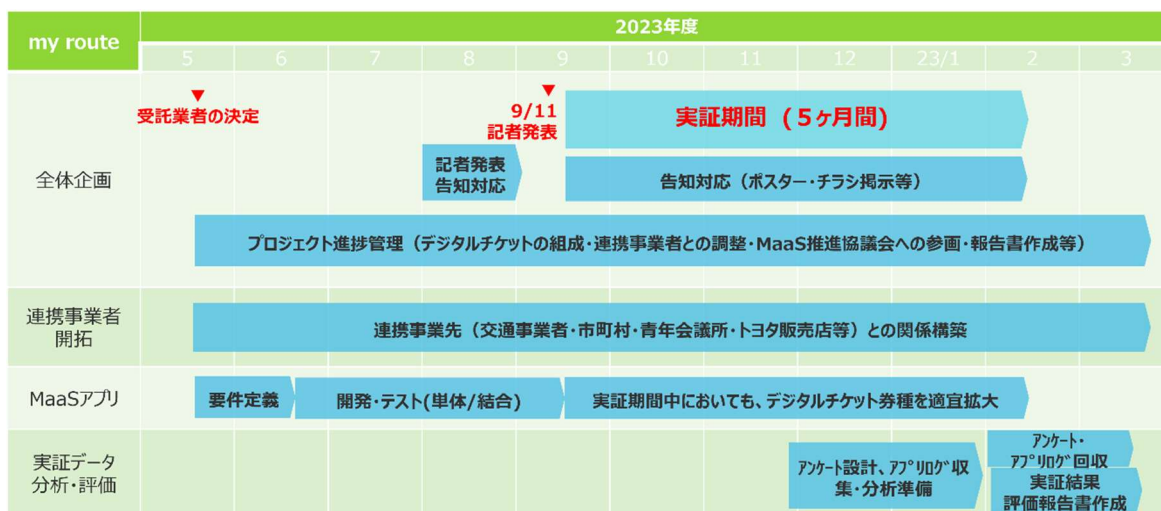 my route
2023年度
5 6 7 8 9 10 11 12 23/1 2 3
全体企画
受託業者の決定
9/11
記者発表
実証期間（5ヶ月間）
記者発表
告知対応
告知対応（ポスター・チラシ掲示等）
プロジェクト進捗管理（デジタルチケットの組成・連携事業者との調整・MaaS推進協議会への参画・報告書作成等）
連携事業者
開拓
連携事業先（交通事業者・市町村・青年会議所・トヨタ販売店等）との関係構築
MaaSアプリ
要件定義
開発・テスト(単体/結合)
実証期間中においても、デジタルチケット券種を適宜拡大
実証データ
分析・評価
ｱﾝｹｰﾄ設計、ｱﾌﾟﾘﾛｸﾞ収
集・分析準備
ｱﾝｹｰﾄ・
ｱﾌﾟﾘﾛｸﾞ回収
実証結果
評価報告書作成